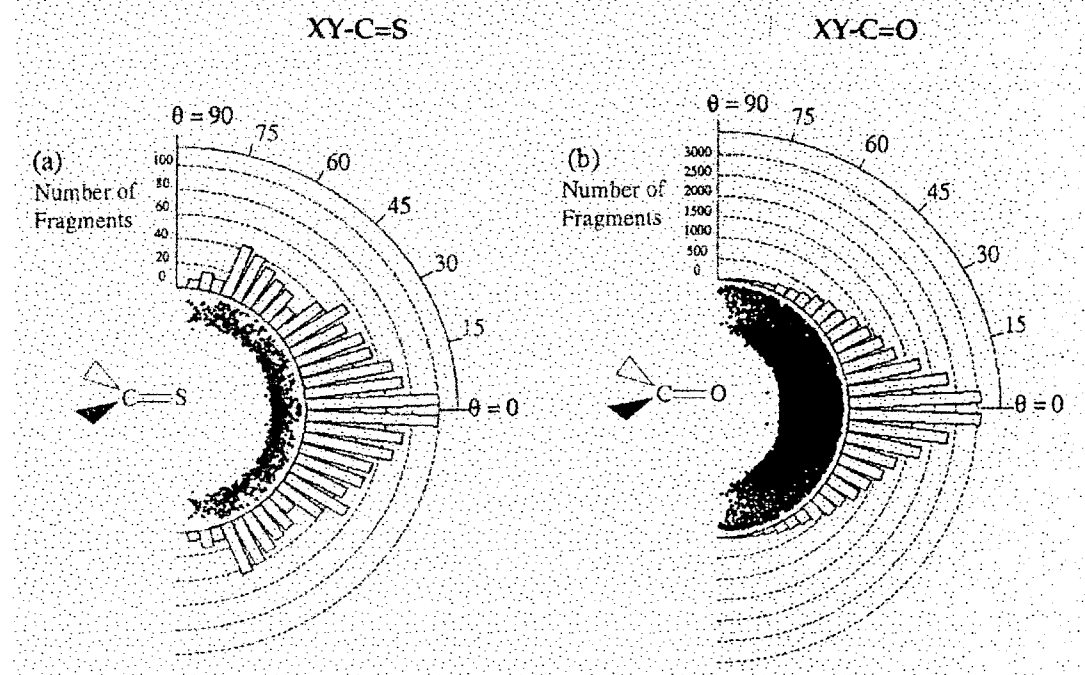 XY-C=S
XY-C=O
(a)
Number of
Fragments
θ = 90
75
60
45
30
15
θ = 0
100
80
60
40
20
0
C=S
(b)
Number of
Fragments
θ = 90
75
60
45
30
15
θ = 0
3000
2500
2000
1500
1000
500
0
C=O